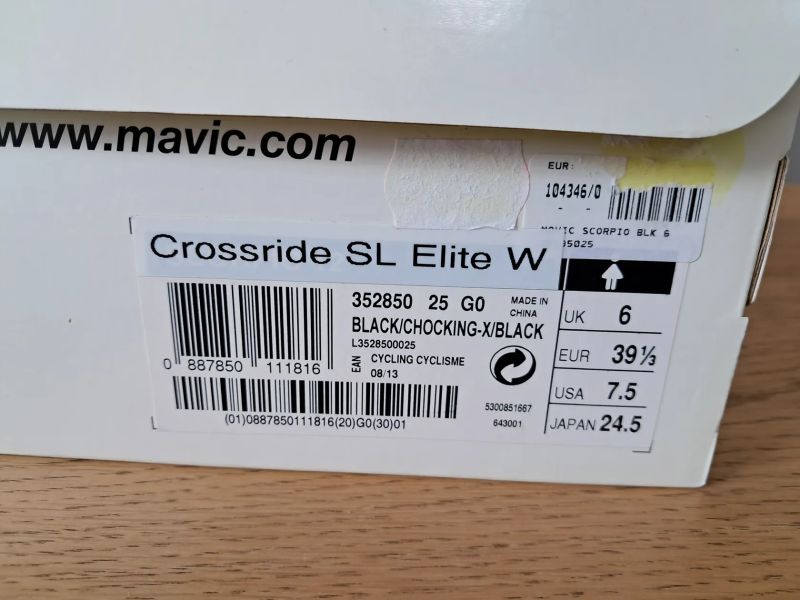 www.mavic.com
EUR:
104346/0
- -
MAVIC SCORPIO BLK 6
35025
Crossride SL Elite W
352850 25 G0
MADE IN
CHINA
BLACK/CHOCKING-X/BLACK
L3528500025
EAN
CYCLING CYCLISME
08/13
0 887850 111816
5300851667
643001
(01)0887850111816(20)G0(30)01
UK 6
EUR 39 1/3
USA 7.5
JAPAN 24.5